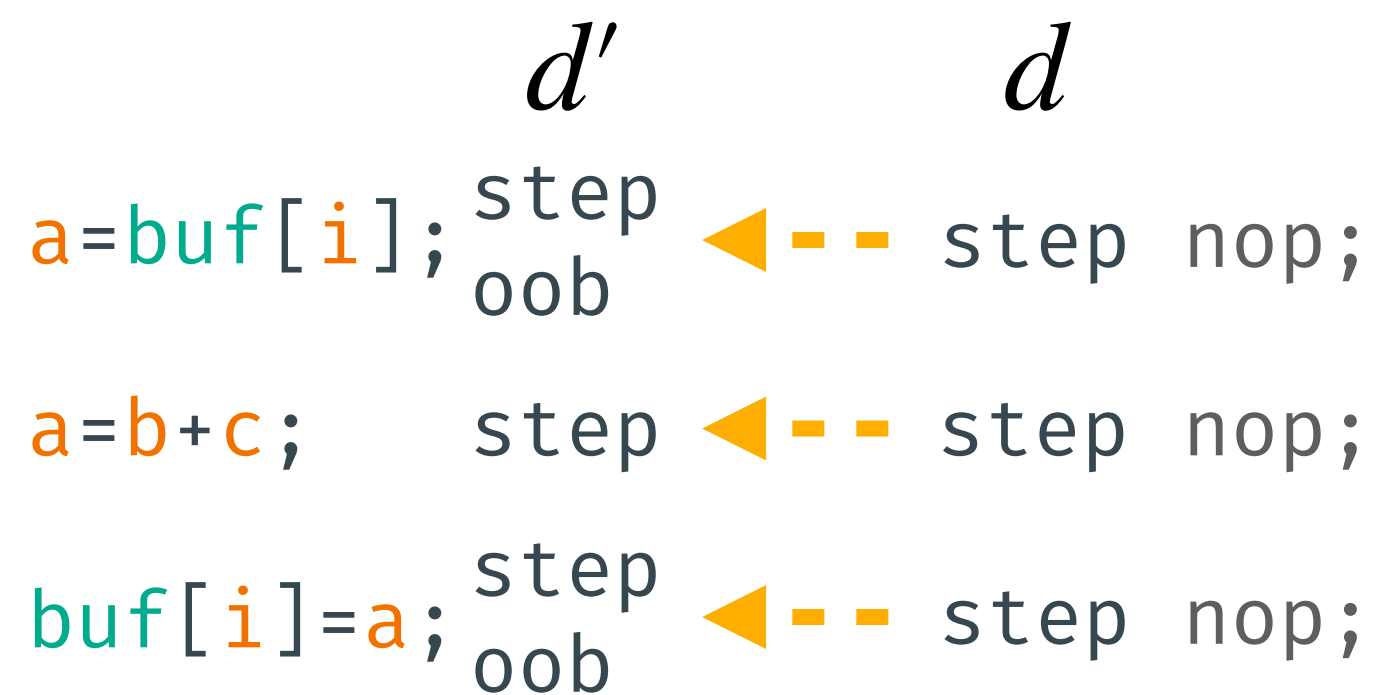 d′ d
a=buf[i]; step step nop;
oob
a=b+c; step step nop;
step
buf[i]=a; step nop;
oob